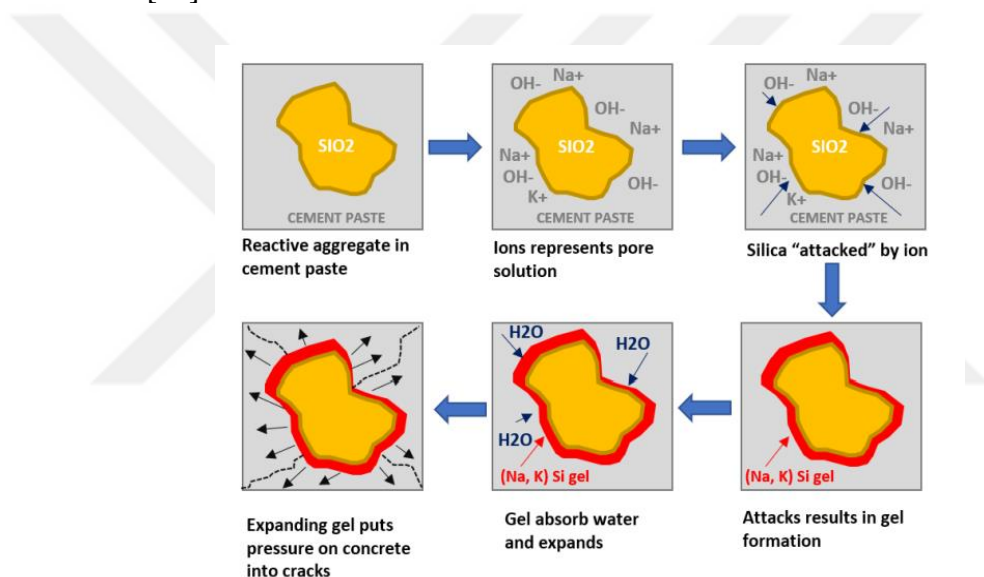 OH-
Na+
OH-
Na+
SIO2
Na+
OH-
K+
OH-
CEMENT PASTE
SIO2
CEMENT PASTE
OH-
Na+
OH-
Na+
SIO2
Na+
OH-
K+
OH-
CEMENT PASTE
Reactive aggregate in
cement paste
Ions represents pore
solution
Silica “attacked” by ion
H2O
H2O
H2O
(Na, K) Si gel
(Na, K) Si gel
Expanding gel puts
pressure on concrete
into cracks
Gel absorb water
and expands
Attacks results in gel
formation